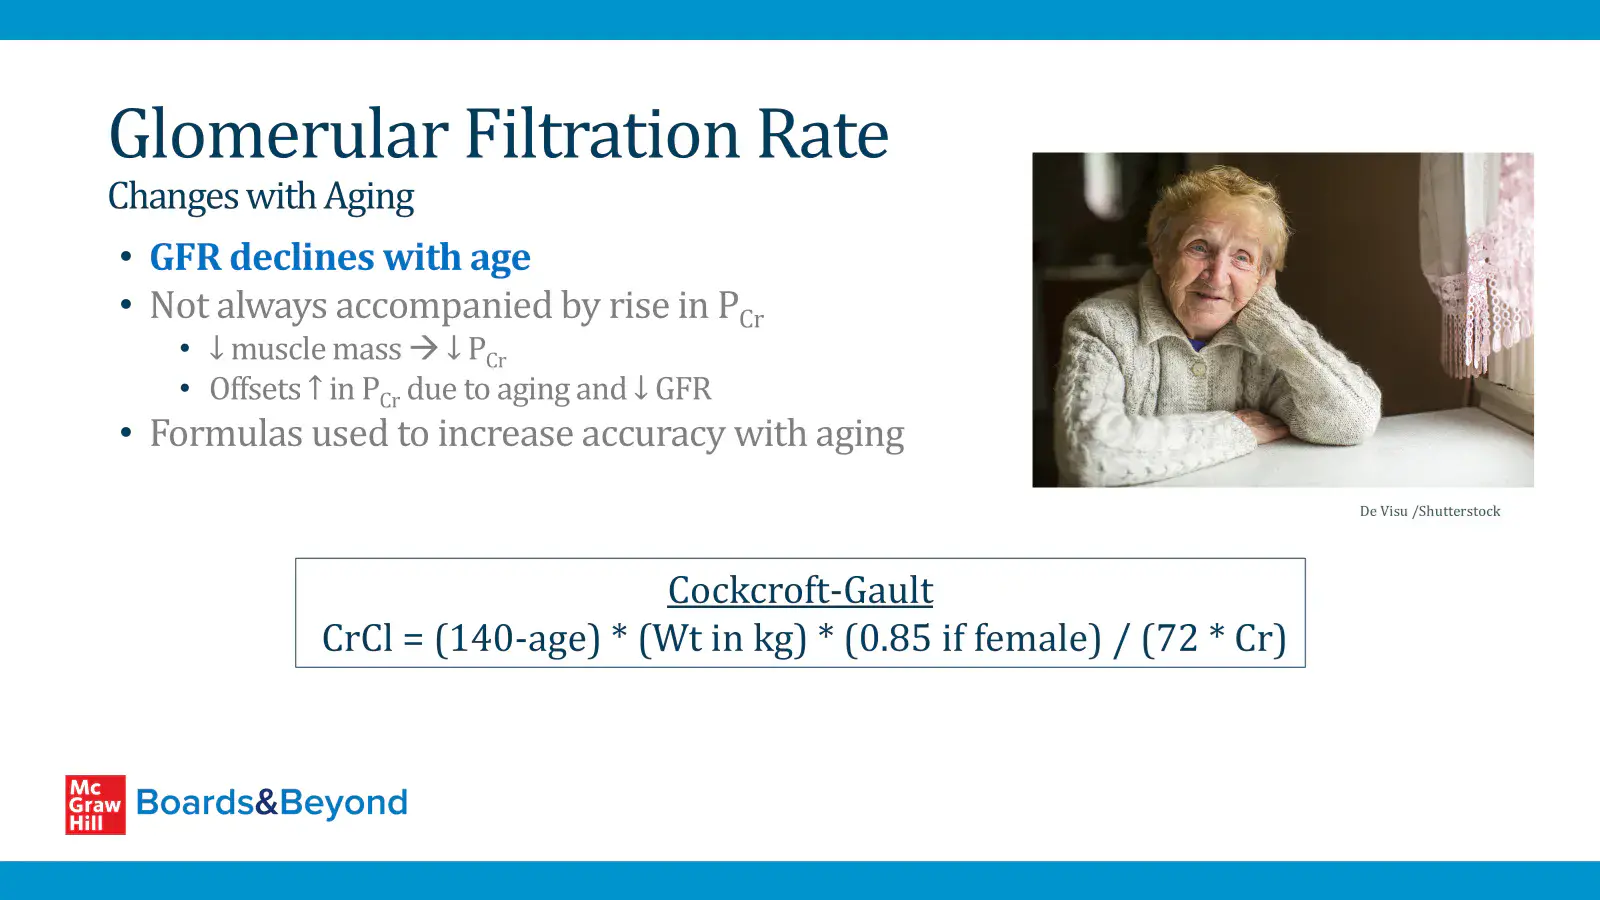 Glomerular Filtration Rate
Changes with Aging
• GFR declines with age
• Not always accompanied by rise in PCr
• ↓ muscle mass → ↓ PCr
• Offsets ↑ in PCr due to aging and ↓ GFR
• Formulas used to increase accuracy with aging
De Visu /Shutterstock
Cockcroft-Gault
CrCl = (140-age) * (Wt in kg) * (0.85 if female) / (72 * Cr)
Mc
Graw
Hill
Boards&Beyond